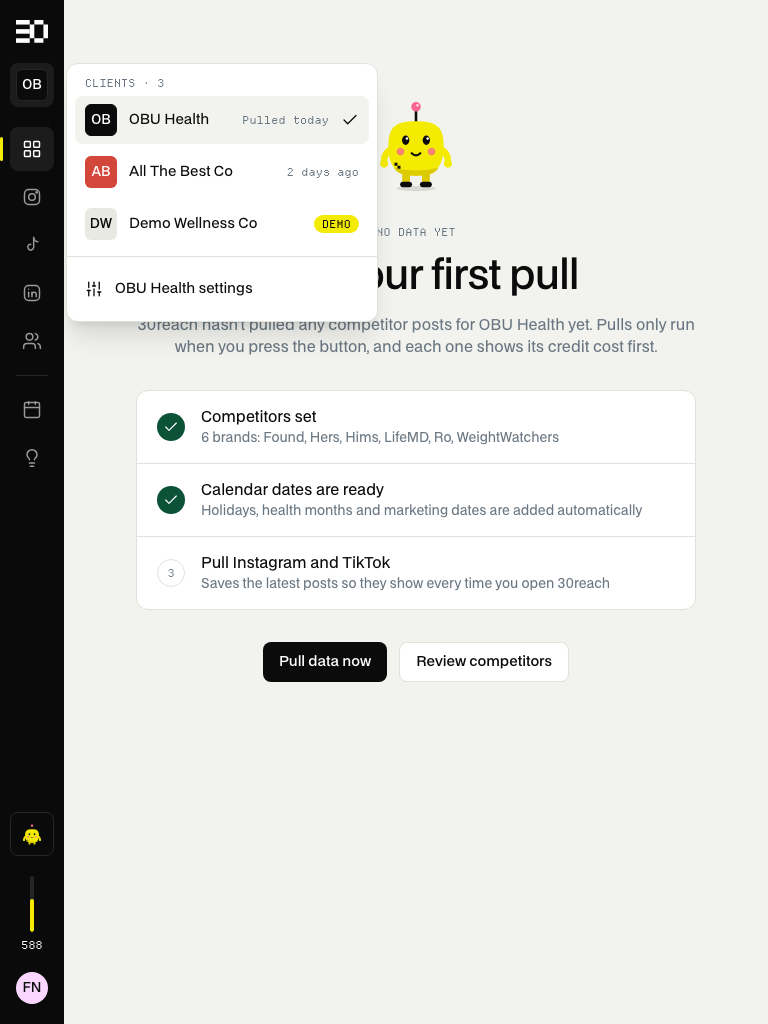 30
OB
CLIENTS · 3
OB OBU Health Pulled today
AB All The Best Co 2 days ago
DW Demo Wellness Co DEMO
OBU Health settings
NO DATA YET
our first pull
30reach hasn't pulled any competitor posts for OBU Health yet. Pulls only run
when you press the button, and each one shows its credit cost first.
Competitors set
6 brands: Found, Hers, Hims, LifeMD, Ro, WeightWatchers
Calendar dates are ready
Holidays, health months and marketing dates are added automatically
3
Pull Instagram and TikTok
Saves the latest posts so they show every time you open 30reach
Pull data now
Review competitors
588
FN